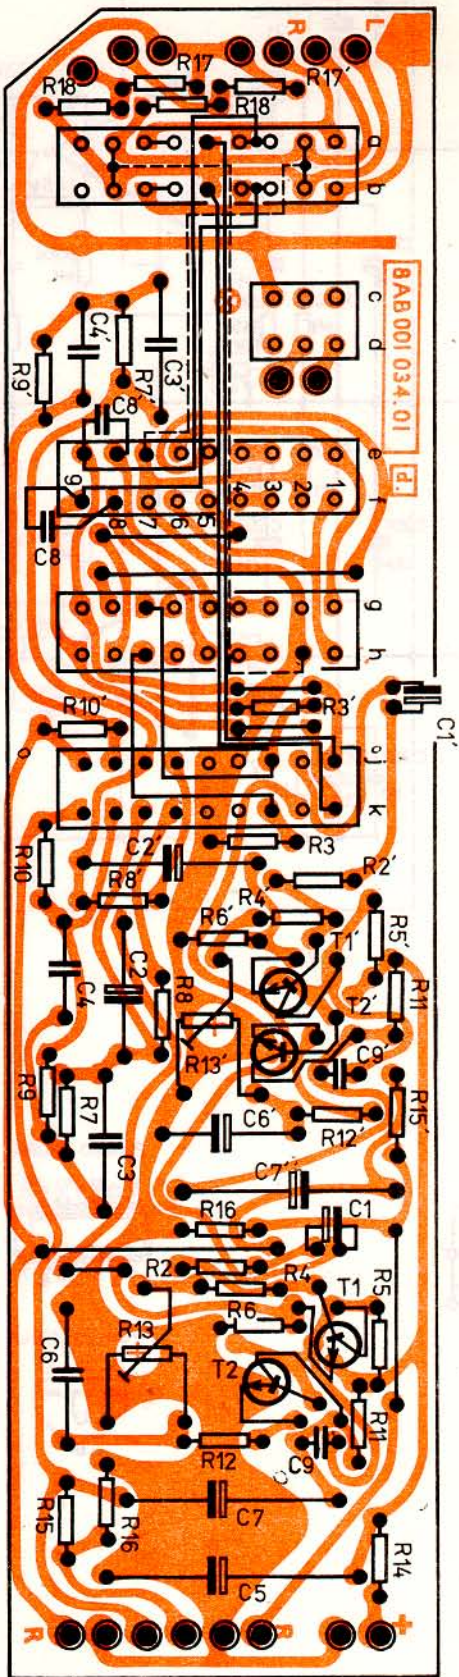 L
R
R17
R17'
R18
R18'
a
b
8AB 001 034.01
d.
c
d
C4'
R9'
R7'
C3'
C8'
e
f
9
8
7
6
5
4
3
2
1
C8
g
h
C1'
R3'
R10'
j
k
R3
C2'
R10
R8'
R2'
R4'
R6'
T1'
R5'
C4
C2
R8
R11
T2'
R13'
C9'
R9
R7
C3
C6'
R12'
R15'
C7'
R16
C1
R2
R4
T1
R5
R6
R13
T2
C6
R12
C9
R11
R15
R16
C7
R14
C5
R
R
+